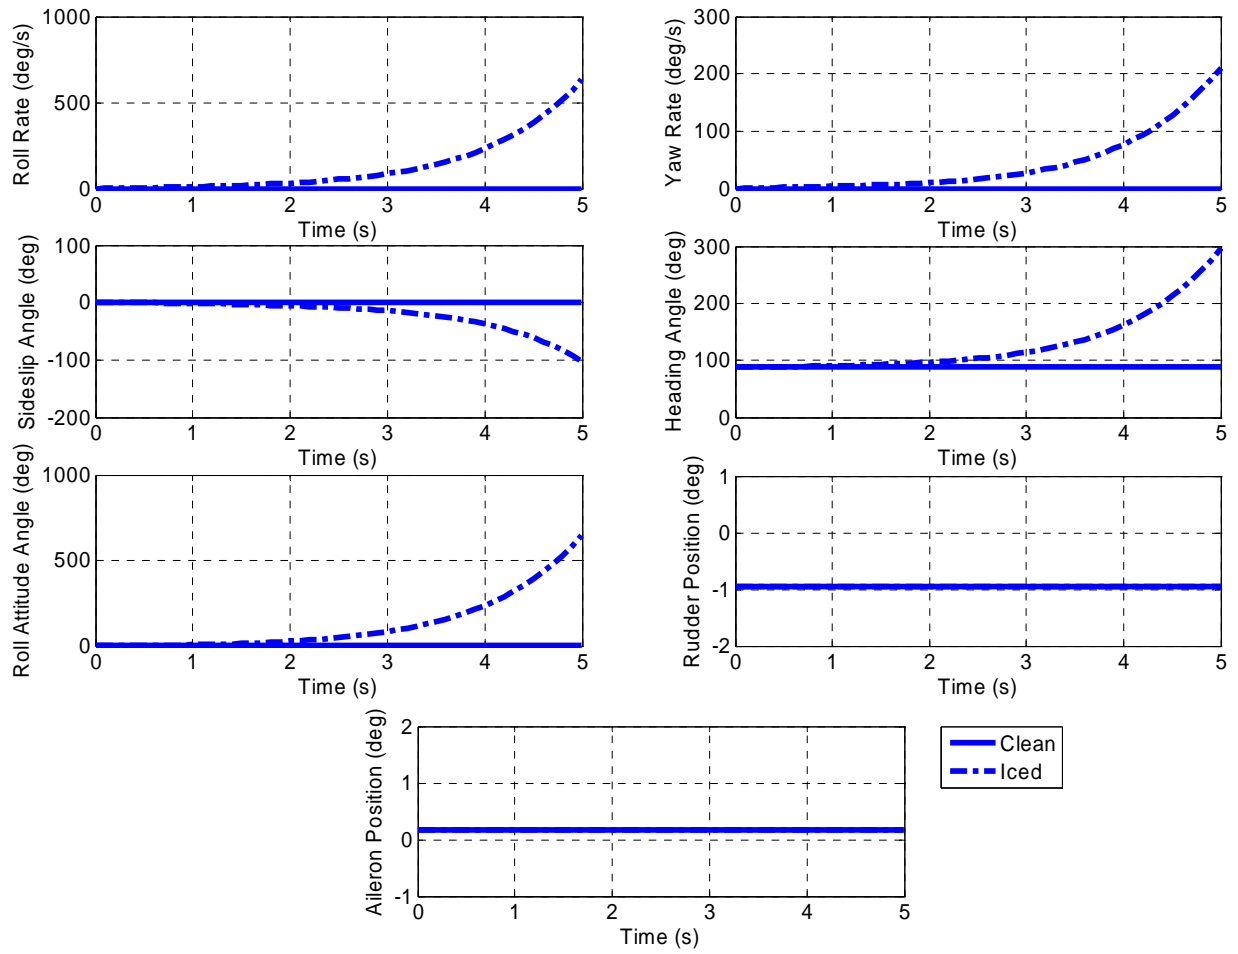 Roll Rate (deg/s)
1000
500
0
0 1 2 3 4 5
Time (s)
Yaw Rate (deg/s)
300
200
100
0
0 1 2 3 4 5
Time (s)
Sideslip Angle (deg)
100
0
-100
-200
0 1 2 3 4 5
Time (s)
Heading Angle (deg)
300
200
100
0
0 1 2 3 4 5
Time (s)
Roll Attitude Angle (deg)
1000
500
0
0 1 2 3 4 5
Time (s)
Rudder Position (deg)
1
0
-1
-2
0 1 2 3 4 5
Time (s)
Aileron Position (deg)
2
1
0
-1
0 1 2 3 4 5
Time (s)
Clean
Iced